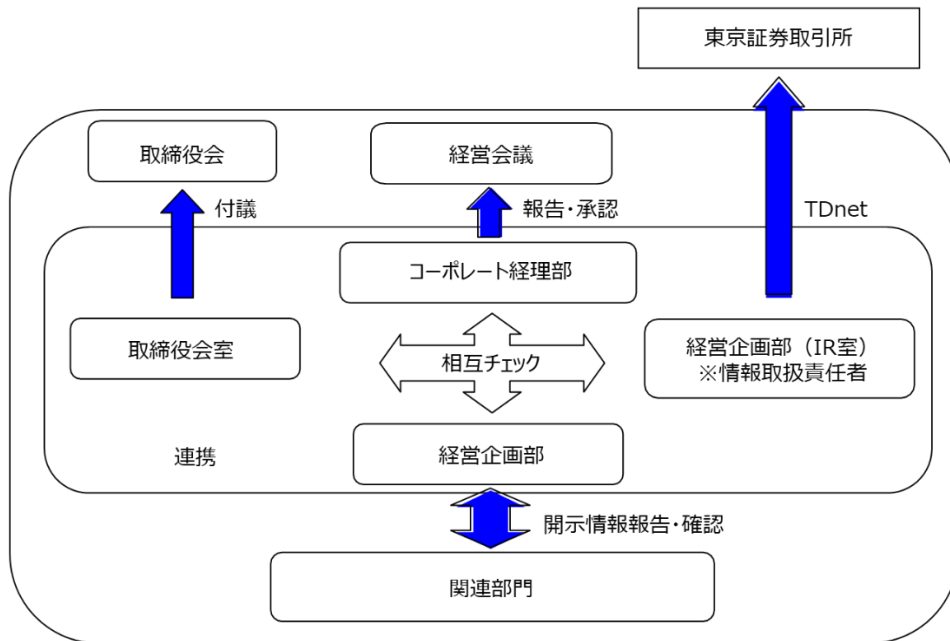 東京証券取引所
取締役会
経営会議
付議
報告・承認
TDnet
コーポレート経理部
取締役会室
相互チェック
経営企画部（IR室）
※情報取扱責任者
連携
経営企画部
開示情報報告・確認
関連部門